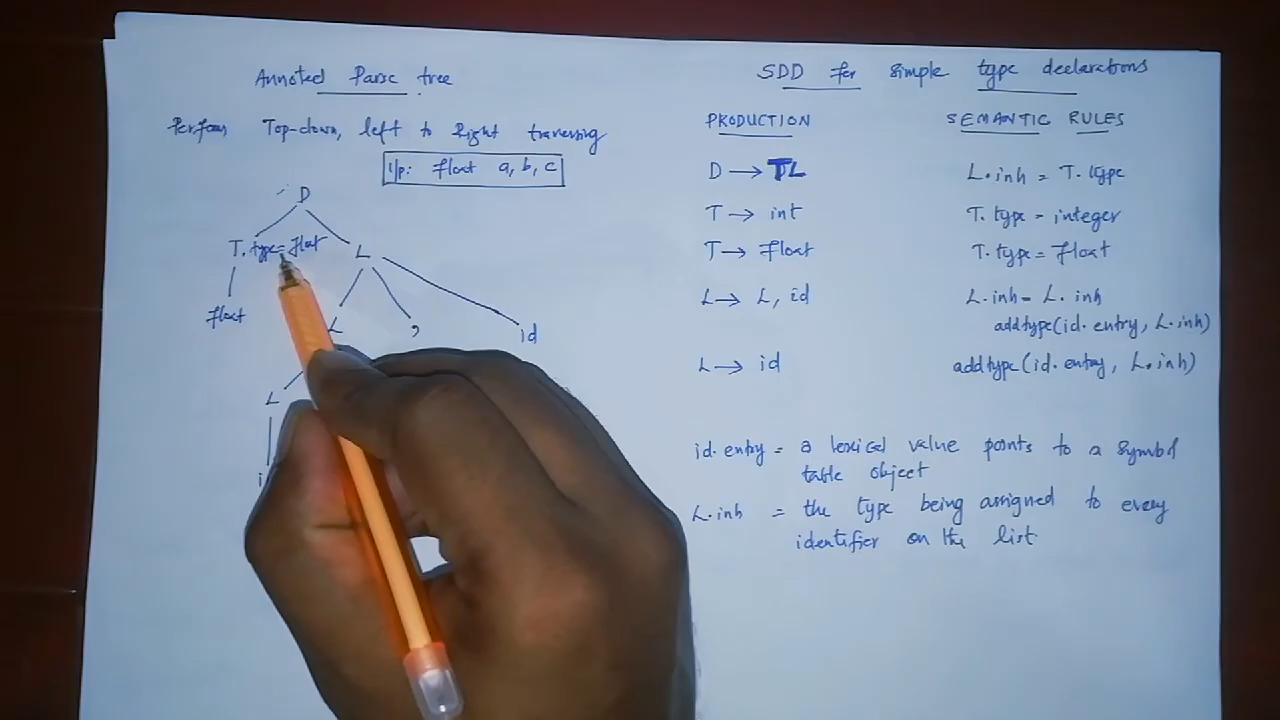 Annoted Parse tree
Perform Top-down, left to Right traversing
i/p: float a, b, c
D
T. type = float L
float L , id
L
SDD for simple type declarations
PRODUCTION SEMANTIC RULES
D → TL L.inh = T. type
T → int T. type = integer
T → float T. type = float
L → L, id L.inh = L. inh
addtype(id. entry, L.inh)
L → id addtype(id. entry, L.inh)
id. entry = a lexical value points to a symbol
table object
L.inh = the type being assigned to every
identifier on the list.